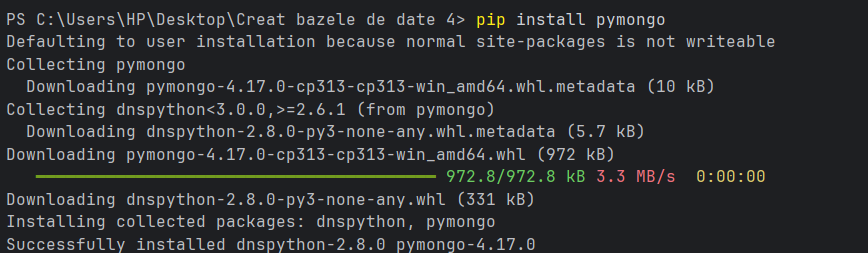 PS C:\Users\HP\Desktop\Creat bazele de date 4> pip install pymongo
Defaulting to user installation because normal site-packages is not writeable
Collecting pymongo
  Downloading pymongo-4.17.0-cp313-cp313-win_amd64.whl.metadata (10 kB)
Collecting dnspython<3.0.0,>=2.6.1 (from pymongo)
  Downloading dnspython-2.8.0-py3-none-any.whl.metadata (5.7 kB)
Downloading pymongo-4.17.0-cp313-cp313-win_amd64.whl (972 kB)
972.8/972.8 kB 3.3 MB/s  0:00:00
Downloading dnspython-2.8.0-py3-none-any.whl (331 kB)
Installing collected packages: dnspython, pymongo
Successfully installed dnspython-2.8.0 pymongo-4.17.0